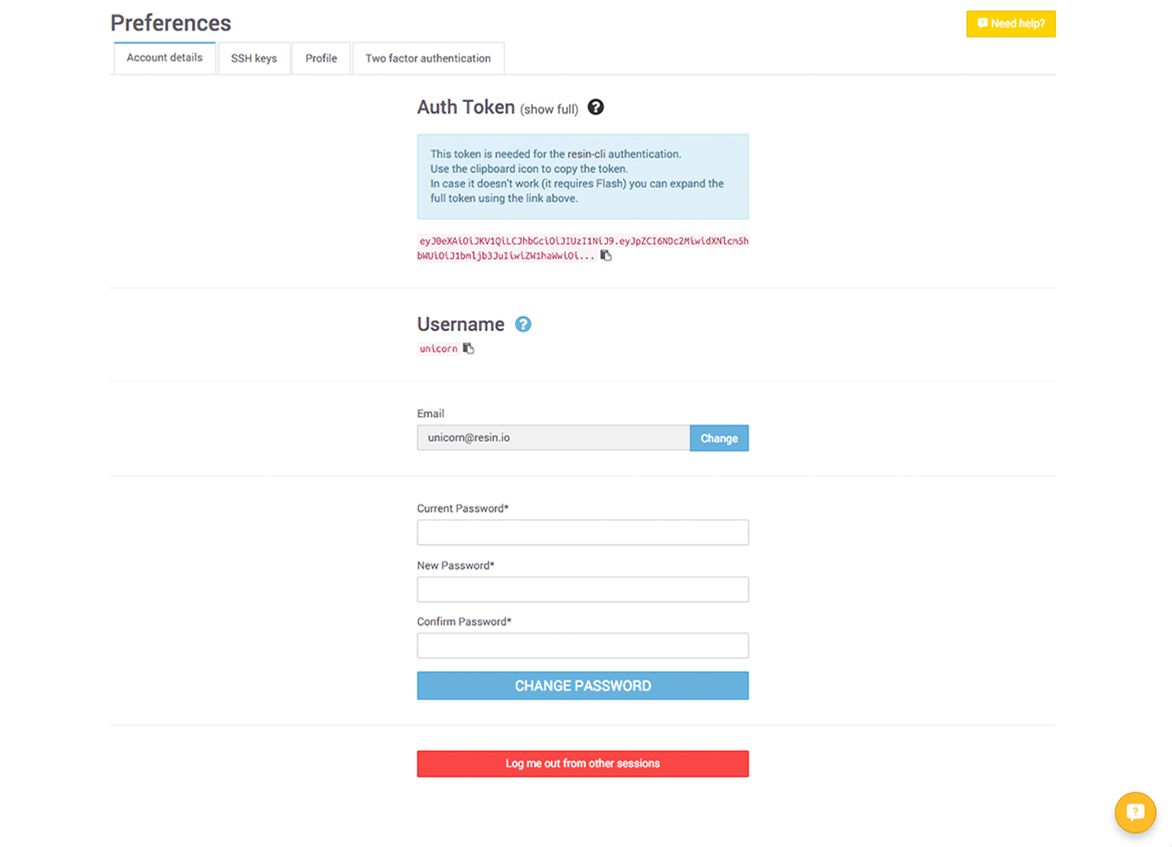 Preferences
Need help?
Account details
SSH keys
Profile
Two factor authentication
Auth Token (show full)
This token is needed for the resin-cli authentication.
Use the clipboard icon to copy the token.
In case it doesn't work (it requires Flash) you can expand the
full token using the link above.
eyJ0eXAiOiJKV1QiLCJhbGciOiJIUzI1NiJ9.eyJpZCI6NDc2MiwidXNlcm5h
bWUiOiJ1bmljb3JuIiwiZW1haWwiOi...
Username
unicorn
Email
unicorn@resin.io
Change
Current Password*
New Password*
Confirm Password*
CHANGE PASSWORD
Log me out from other sessions